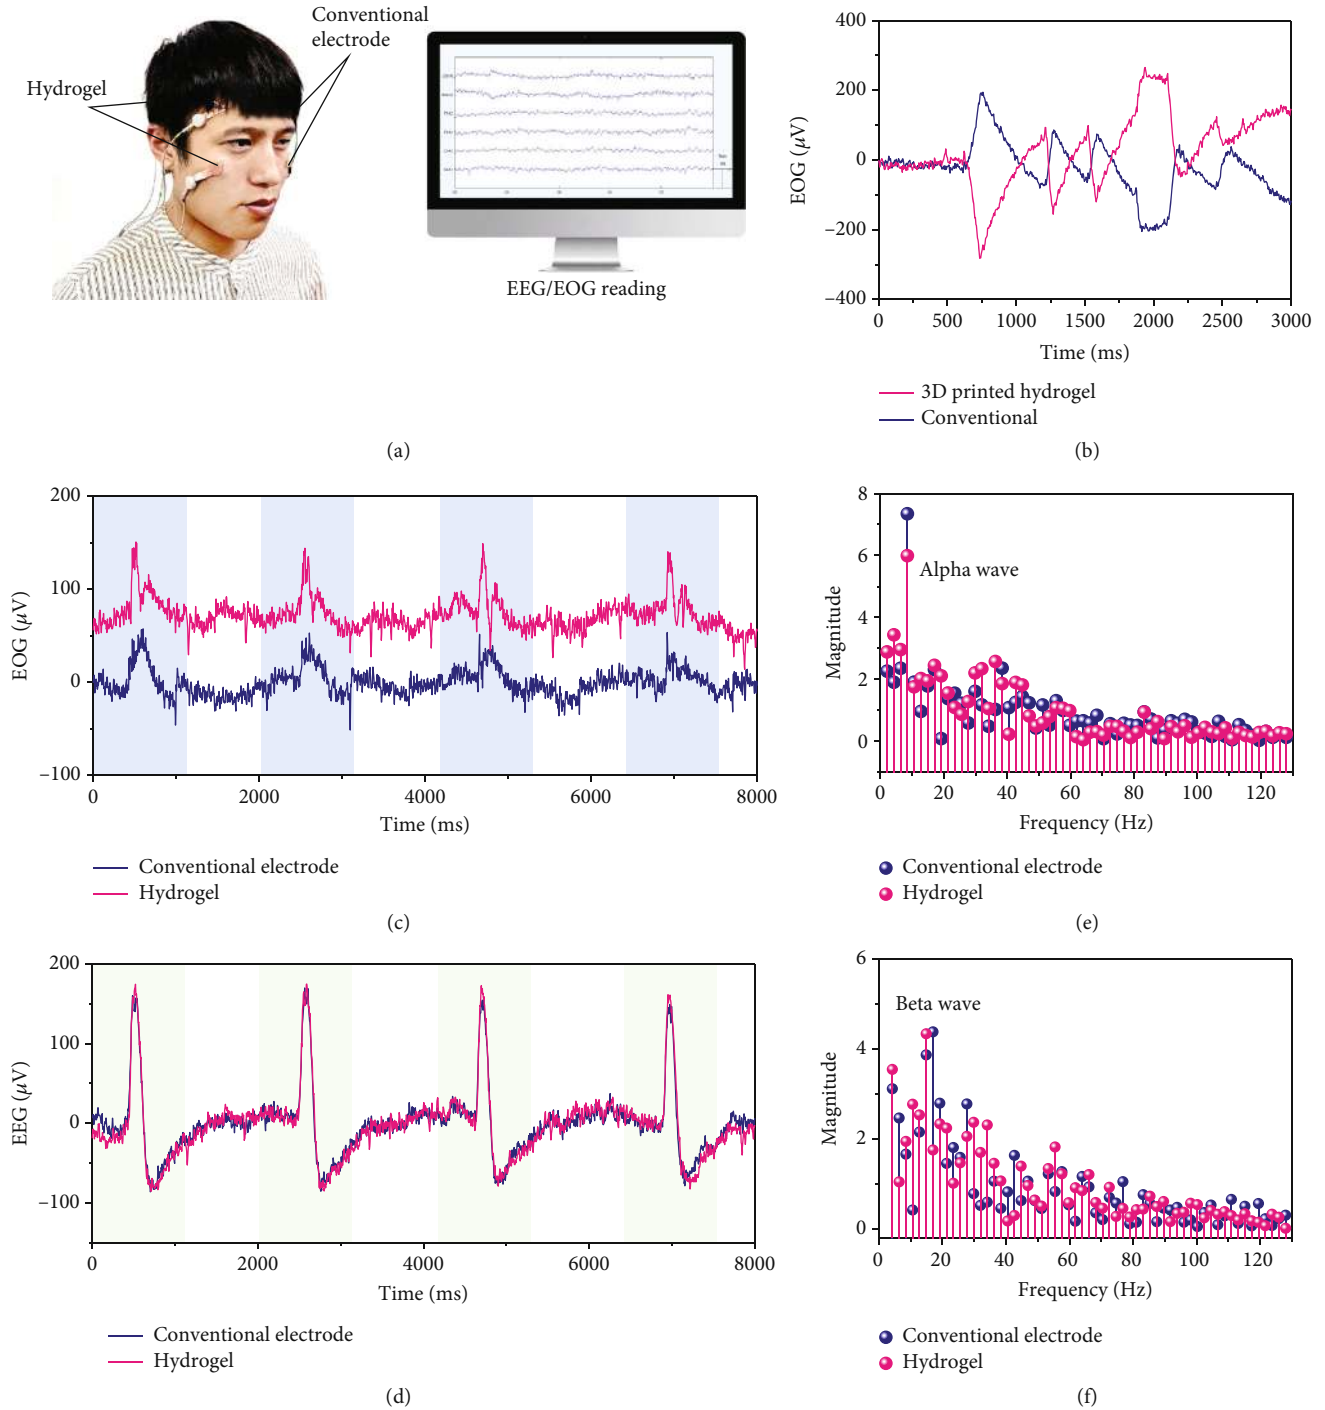 Conventional
electrode
Hydrogel
EEG/EOG reading
(a)
400
200
0
−200
−400
EOG (μV)
0 500 1000 1500 2000 2500 3000
Time (ms)
3D printed hydrogel
Conventional
(b)
200
100
0
−100
EOG (μV)
0 2000 4000 6000 8000
Time (ms)
Conventional electrode
Hydrogel
(c)
8
6
4
2
0
Magnitude
Alpha wave
0 20 40 60 80 100 120
Frequency (Hz)
Conventional electrode
Hydrogel
(e)
200
100
0
−100
EEG (μV)
0 2000 4000 6000 8000
Time (ms)
Conventional electrode
Hydrogel
(d)
6
4
2
0
Magnitude
Beta wave
0 20 40 60 80 100 120
Frequency (Hz)
Conventional electrode
Hydrogel
(f)